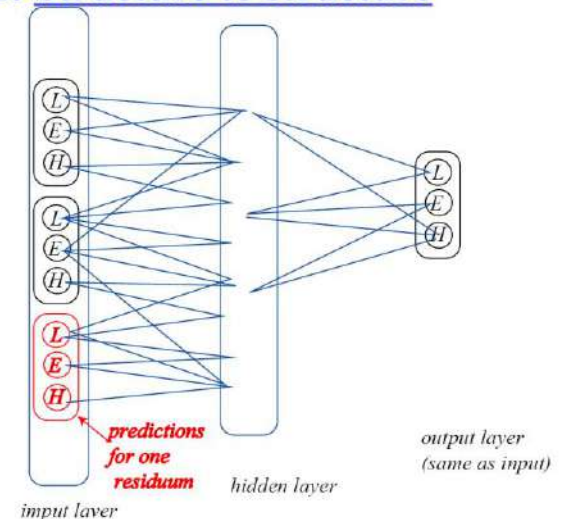 L
E
H
L
E
H
L
E
H
predictions
for one
residuum
imput layer
hidden layer
L
E
H
output layer
(same as input)